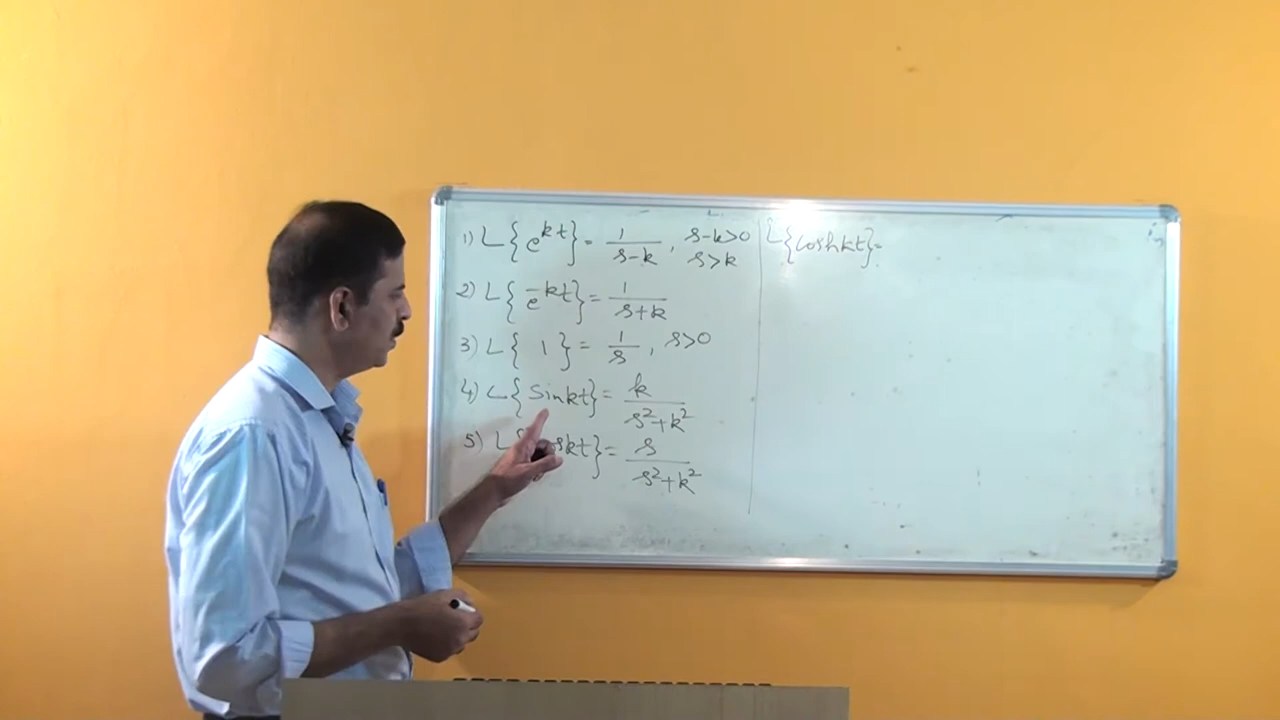 1) L{e^kt} = 1/(s-k), s-k>0
s>k
2) L{e^-kt} = 1/(s+k)
3) L{1} = 1/s, s>0
4) L{sinkt} = k/(s²+k²)
5) L{ skt} = s/(s²+k²)
L{coshkt}=